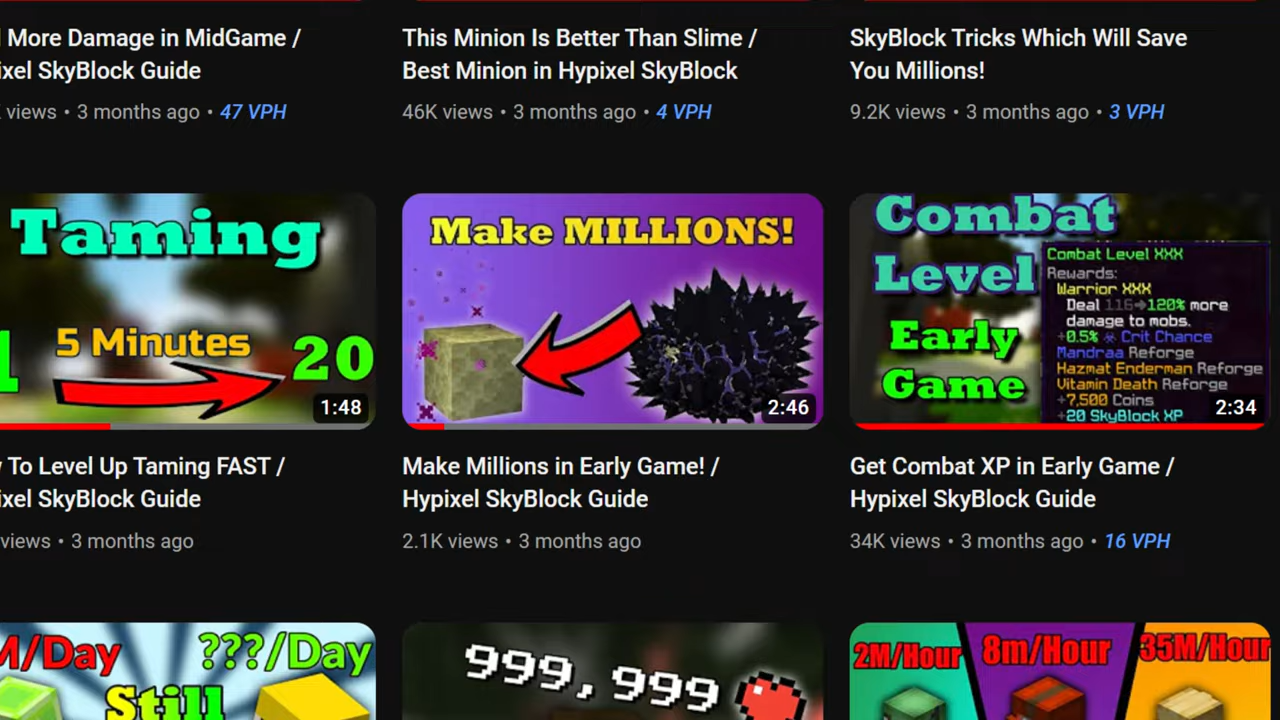 More Damage in MidGame /
ixel SkyBlock Guide
views • 3 months ago • 47 VPH
This Minion Is Better Than Slime /
Best Minion in Hypixel SkyBlock
46K views • 3 months ago • 4 VPH
SkyBlock Tricks Which Will Save
You Millions!
9.2K views • 3 months ago • 3 VPH
Taming
5 Minutes
1
20
1:48
To Level Up Taming FAST /
ixel SkyBlock Guide
views • 3 months ago
Make MILLIONS!
2:46
Make Millions in Early Game! /
Hypixel SkyBlock Guide
2.1K views • 3 months ago
Combat
Level
Early
Game
Combat Level XXX
Rewards:
Warrior XXX
Deal 116➔120% more
damage to mobs.
+0.5% ☠ Crit Chance
Mandraa Reforge
Hazmat Enderman Reforge
Vitamin Death Reforge
+7,500 Coins
+20 SkyBlock XP
2:34
Get Combat XP in Early Game /
Hypixel SkyBlock Guide
34K views • 3 months ago • 16 VPH
M/Day
???/Day
Still
999,999
2M/Hour
8m/Hour
35M/Hour